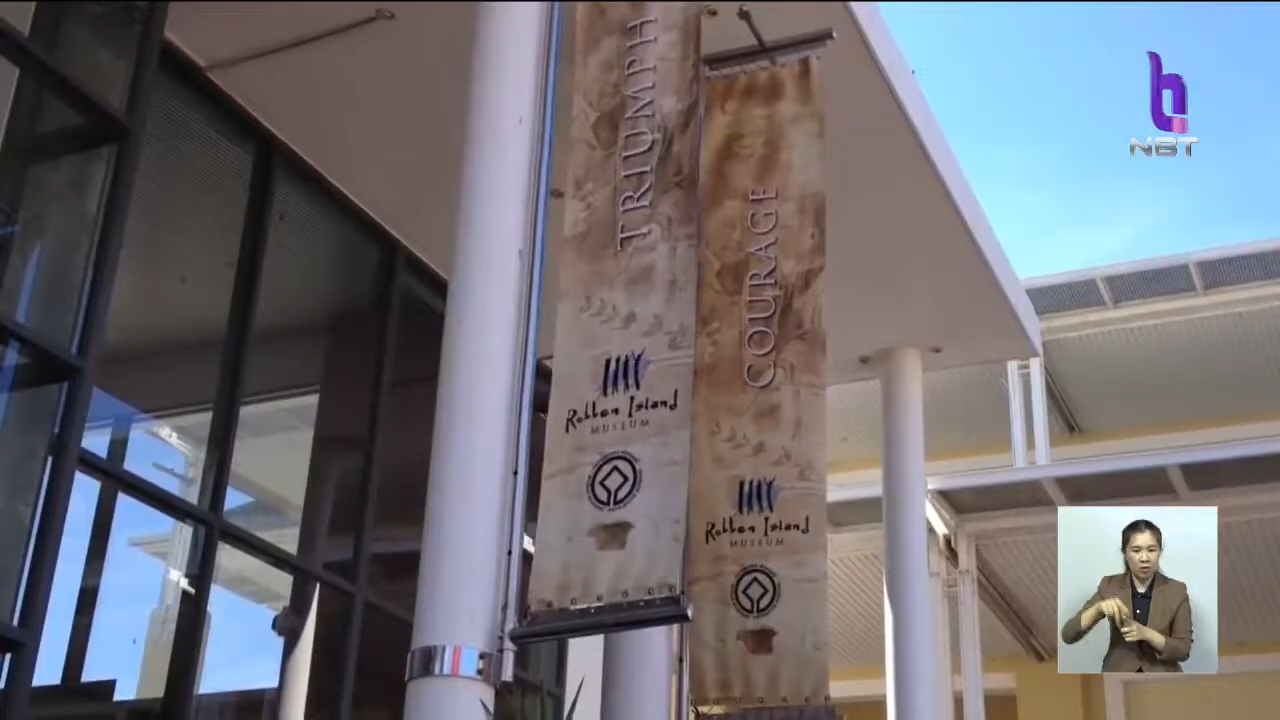 TRIUMPH
Robben Island
MUSEUM
COURAGE
Robben Island
MUSEUM
NBT